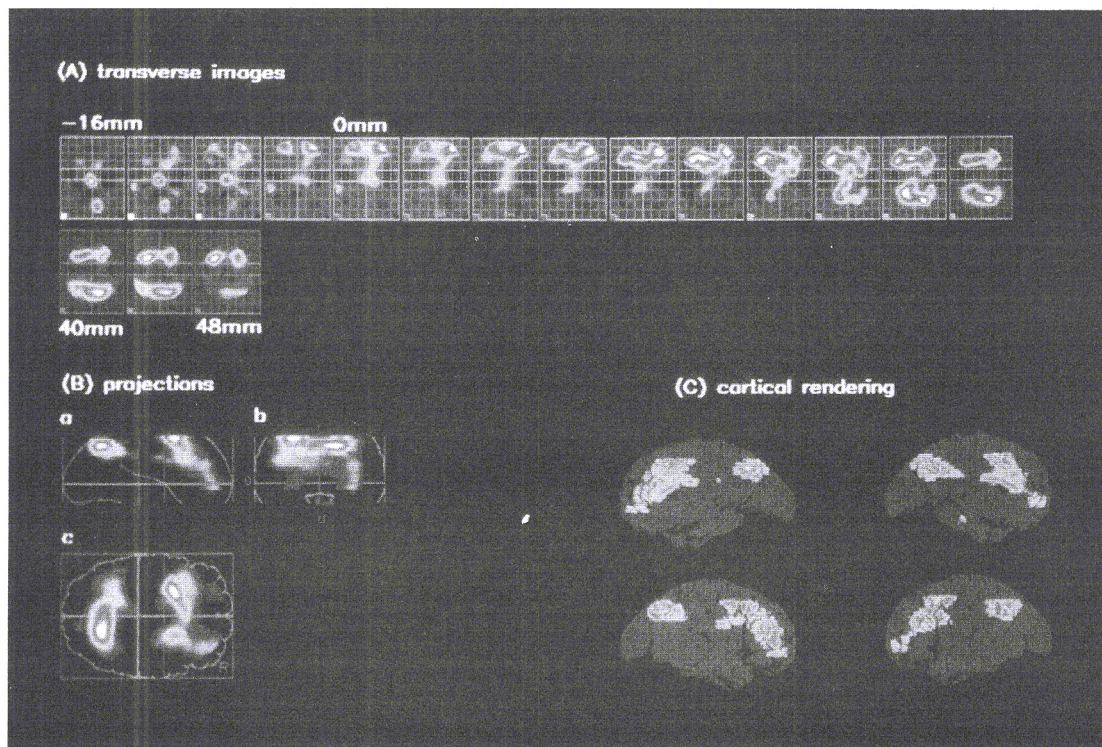 (A) transverse images
-16mm 0mm
40mm 48mm
(B) projections
(C) cortical rendering
a b
c